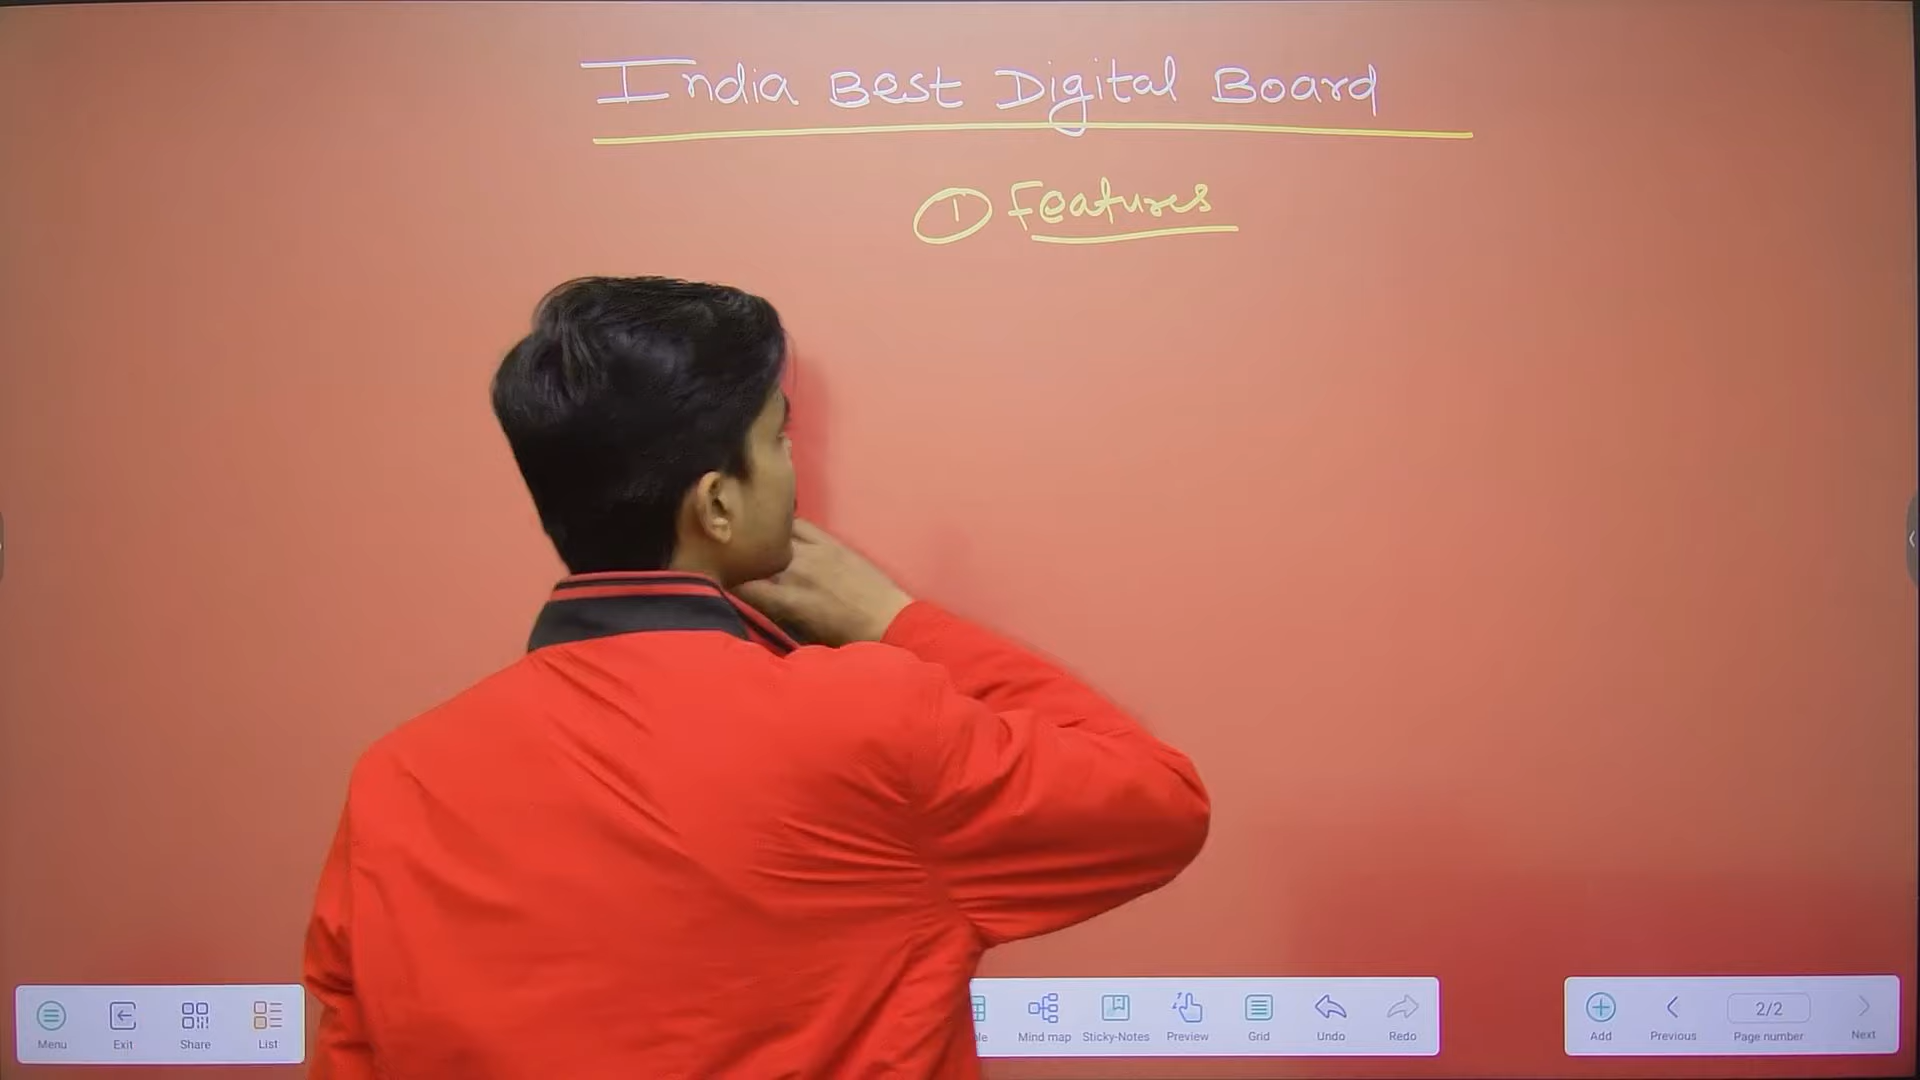 India Best Digital Board
① Features
Menu Exit Share List Mind map Sticky-Notes Preview Grid Undo Redo Add Previous 2/2 Page number Next